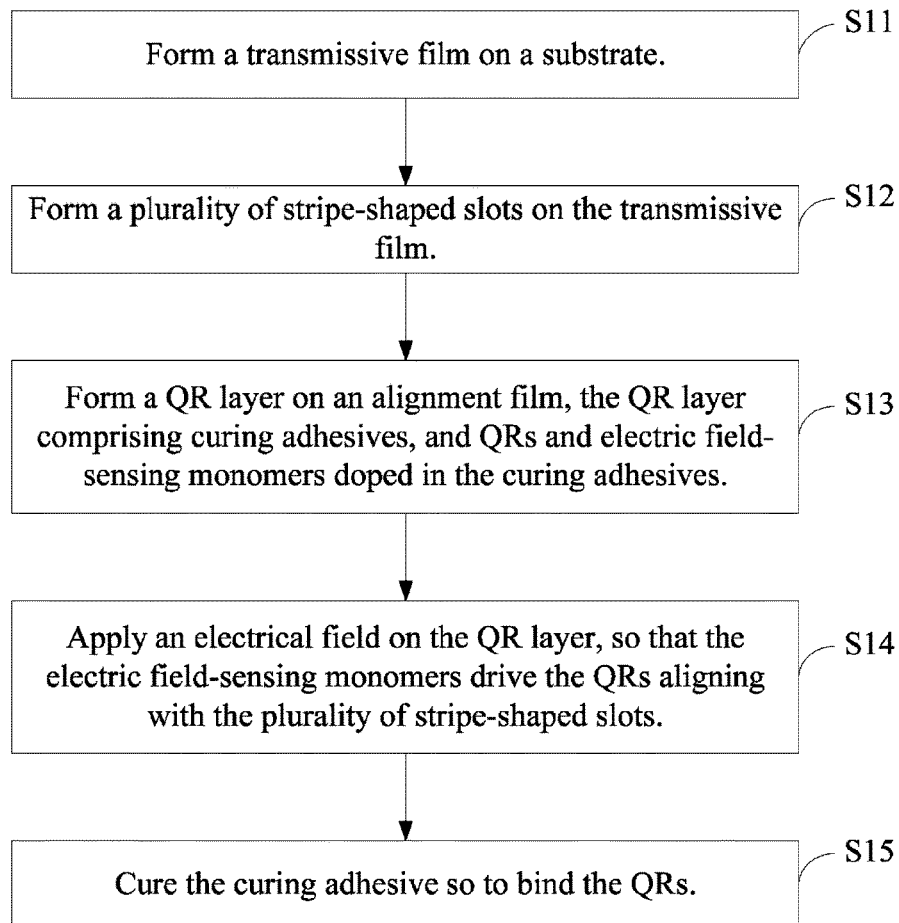 Form a transmissive film on a substrate.
S11
Form a plurality of stripe-shaped slots on the transmissive
film.
S12
Form a QR layer on an alignment film, the QR layer
comprising curing adhesives, and QRs and electric field-
sensing monomers doped in the curing adhesives.
S13
Apply an electrical field on the QR layer, so that the
electric field-sensing monomers drive the QRs aligning
with the plurality of stripe-shaped slots.
S14
Cure the curing adhesive so to bind the QRs.
S15